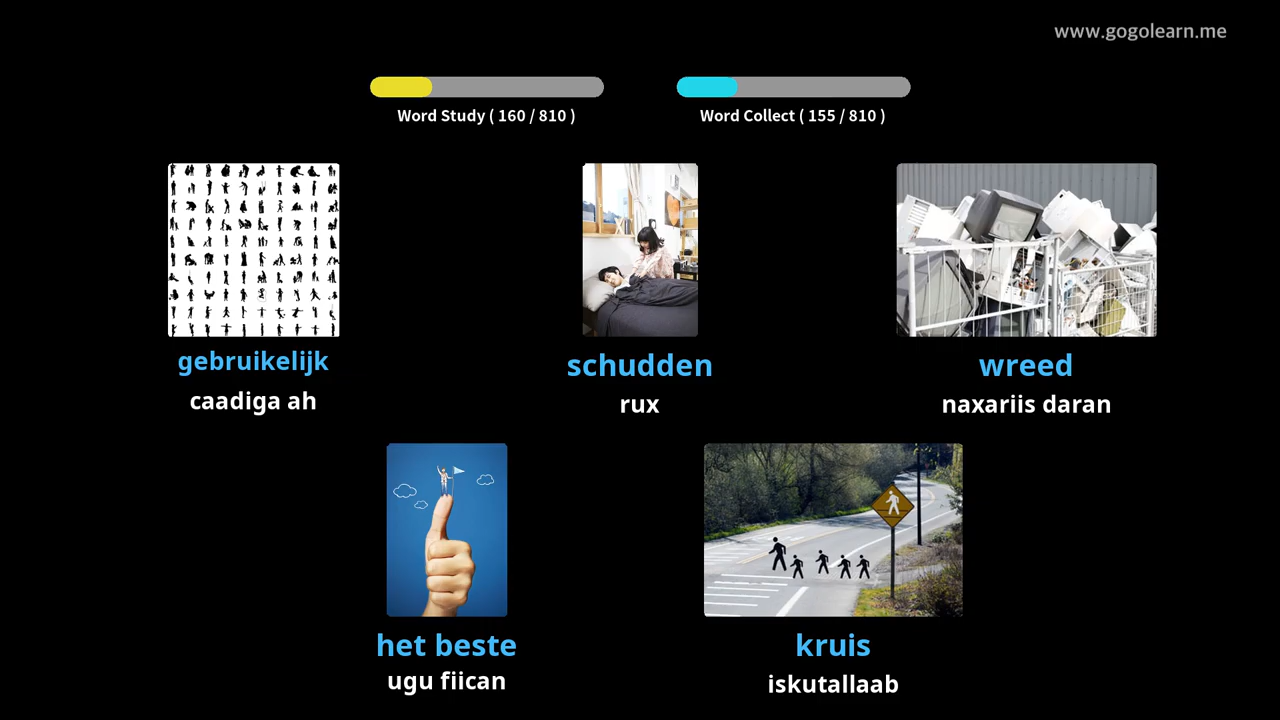 www.gogolearn.me
Word Study ( 160 / 810 )
Word Collect ( 155 / 810 )
gebruikelijk
caadiga ah
schudden
rux
wreed
naxariis daran
het beste
ugu fiican
kruis
iskutallaab